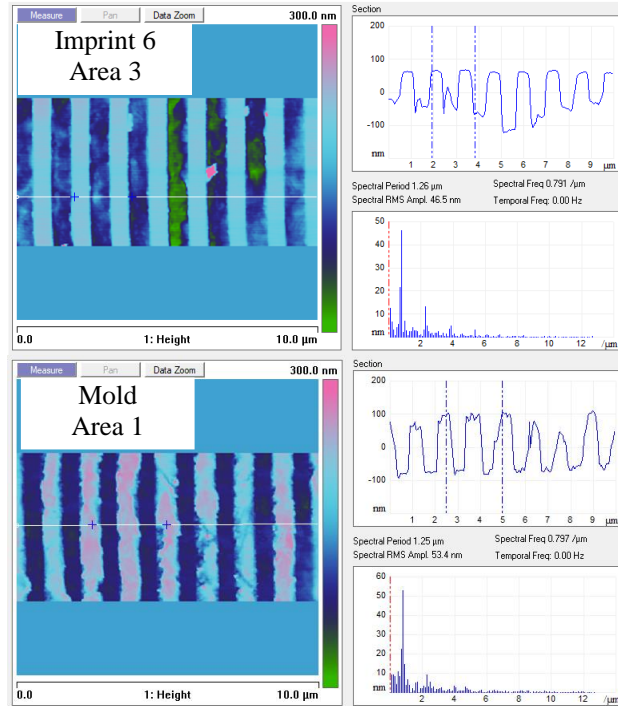 Measure Pan Data Zoom 300.0 nm
Imprint 6
Area 3
0.0 1: Height 10.0 µm
Section
200
100
0
-100
nm 1 2 3 4 5 6 7 8 9 µm
Spectral Period 1.26 µm Spectral Freq 0.791 /µm
Spectral RMS Ampl. 46.5 nm Temporal Freq: 0.00 Hz
50
40
30
20
10
nm 2 4 6 8 10 12 /µm
Measure Pan Data Zoom 300.0 nm
Mold
Area 1
0.0 1: Height 10.0 µm
Section
200
100
0
-100
nm 1 2 3 4 5 6 7 8 9 µm
Spectral Period 1.25 µm Spectral Freq 0.797 /µm
Spectral RMS Ampl. 53.4 nm Temporal Freq: 0.00 Hz
60
50
40
30
20
10
nm 2 4 6 8 10 12 /µm